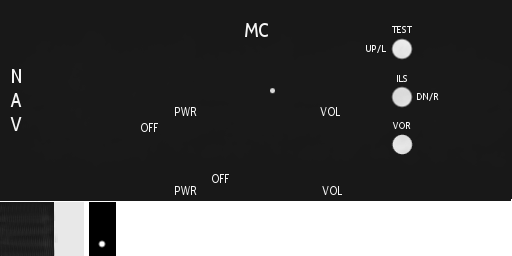 MC
TEST
UP/L
ILS
DN/R
VOR
N
A
V
PWR
VOL
OFF
OFF
PWR
VOL